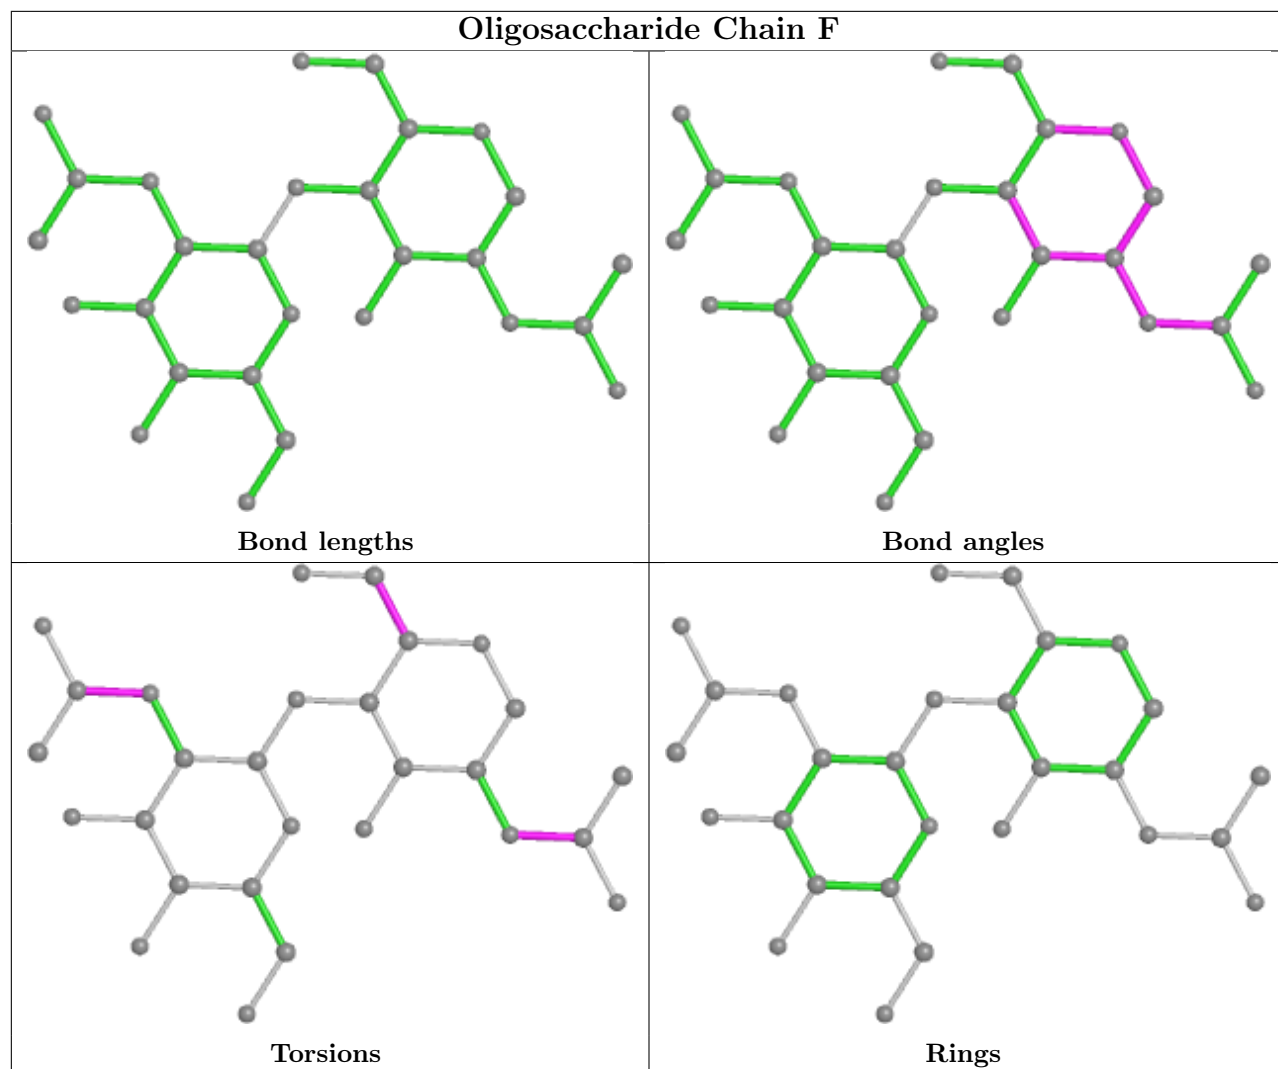 Oligosaccharide Chain F
Bond lengths
Bond angles
Torsions
Rings